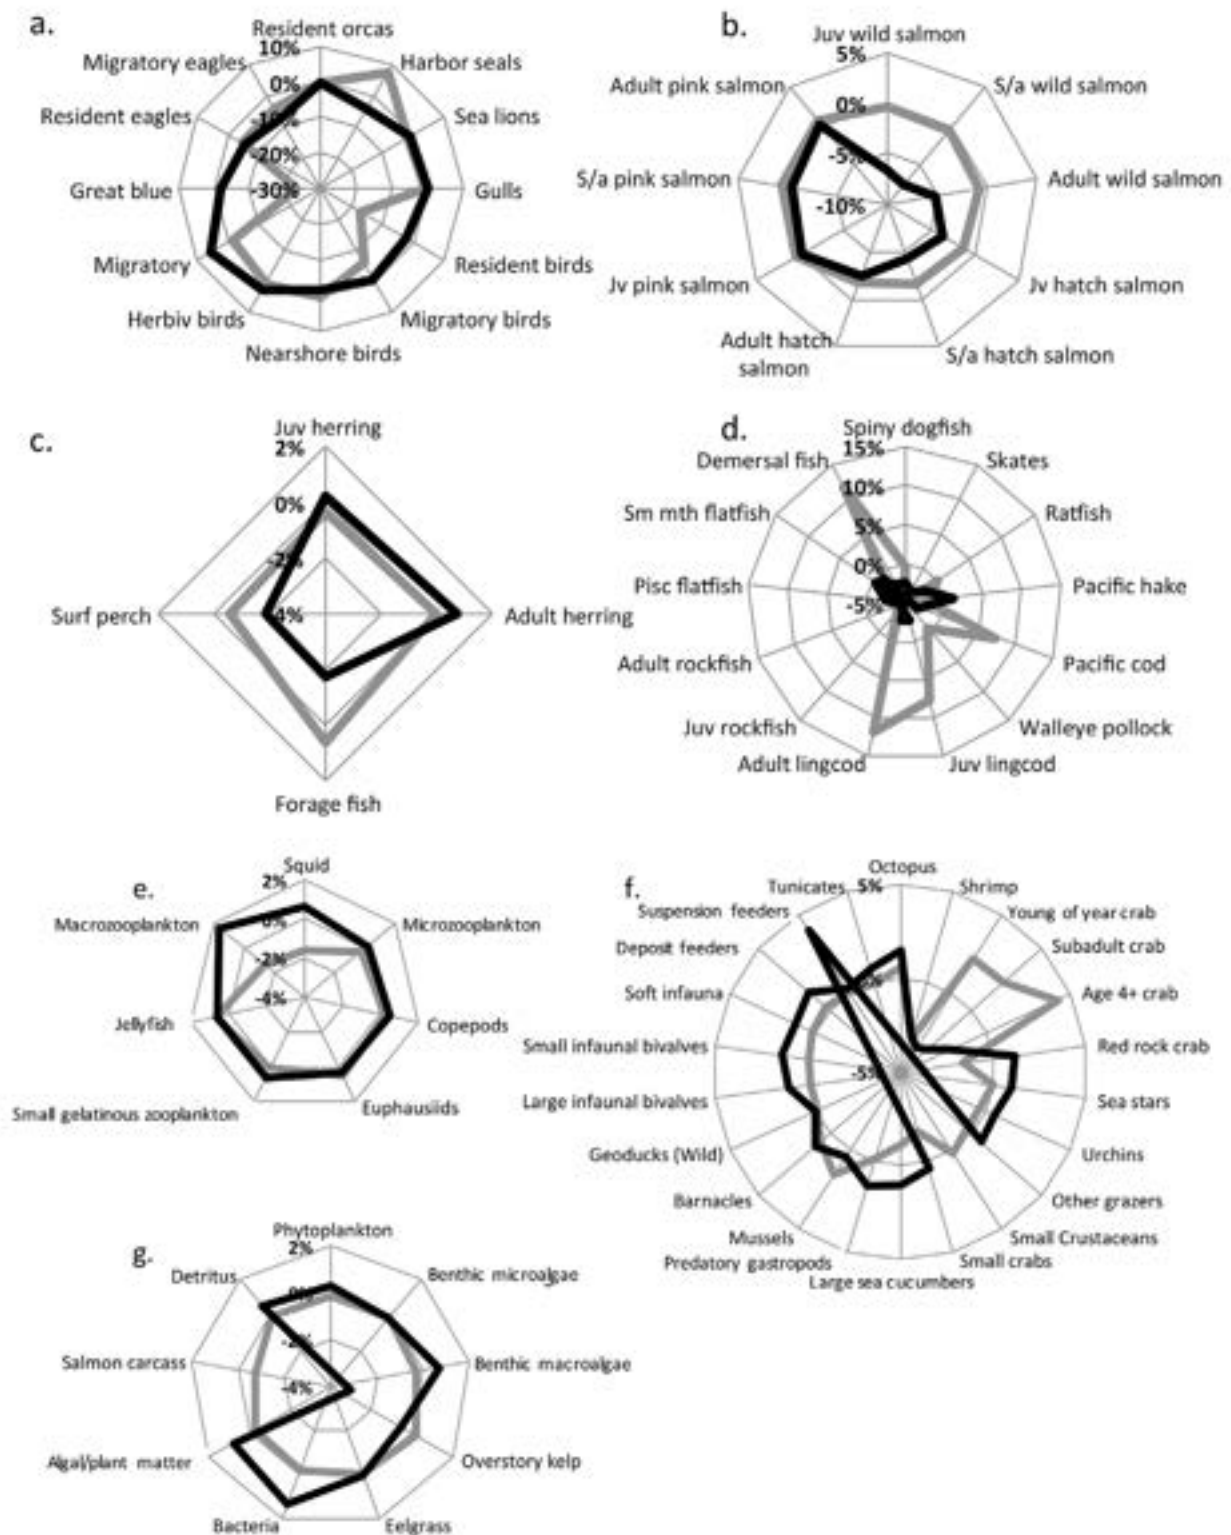 a.
Resident orcas
10%
Migratory eagles
Harbor seals
0%
Resident eagles
-10%
Sea lions
-20%
Great blue
-30%
Gulls
Migratory
Resident birds
Herbiv birds
Migratory birds
Nearshore birds
b.
Juv wild salmon
5%
Adult pink salmon
S/a wild salmon
0%
S/a pink salmon
-5%
Adult wild salmon
-10%
Jv pink salmon
Jv hatch salmon
Adult hatch
salmon
S/a hatch salmon
c.
Juv herring
2%
0%
-2%
Surf perch
-4%
Adult herring
Forage fish
d.
Spiny dogfish
15%
Demersal fish
Skates
10%
Sm mth flatfish
5%
Ratfish
0%
Pisc flatfish
-5%
Pacific hake
Adult rockfish
Pacific cod
Juv rockfish
Walleye pollock
Adult lingcod
Juv lingcod
e.
Squid
2%
Macrozooplankton
0%
Microzooplankton
-2%
-4%
Jellyfish
Copepods
Small gelatinous zooplankton
Euphausiids
f.
Octopus
Tunicates
5%
Shrimp
Suspension feeders
Young of year crab
Deposit feeders
Subadult crab
Soft infauna
Age 4+ crab
Small infaunal bivalves
Red rock crab
-5%
Large infaunal bivalves
Sea stars
Geoducks (Wild)
Urchins
Barnacles
Other grazers
Mussels
Small Crustaceans
Predatory gastropods
Small crabs
Large sea cucumbers
g.
Phytoplankton
2%
Detritus
Benthic microalgae
0%
-2%
Salmon carcass
Benthic macroalgae
-4%
Algal/plant matter
Overstory kelp
Bacteria
Eelgrass